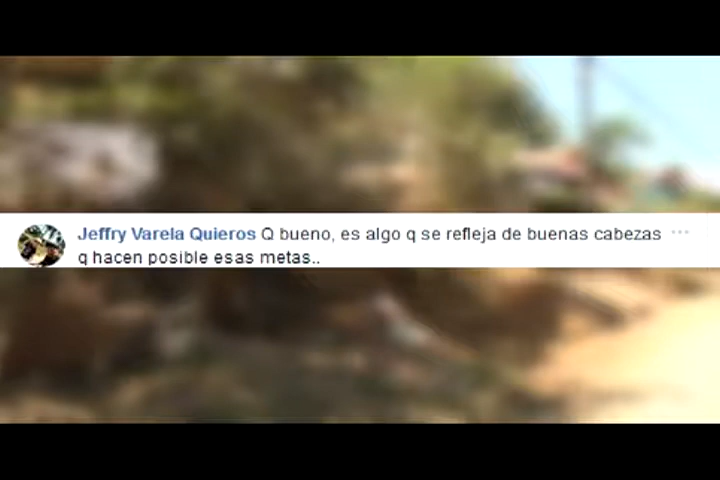 Jeffry Varela Quieros Q bueno, es algo q se refleja de buenas cabezas
q hacen posible esas metas..